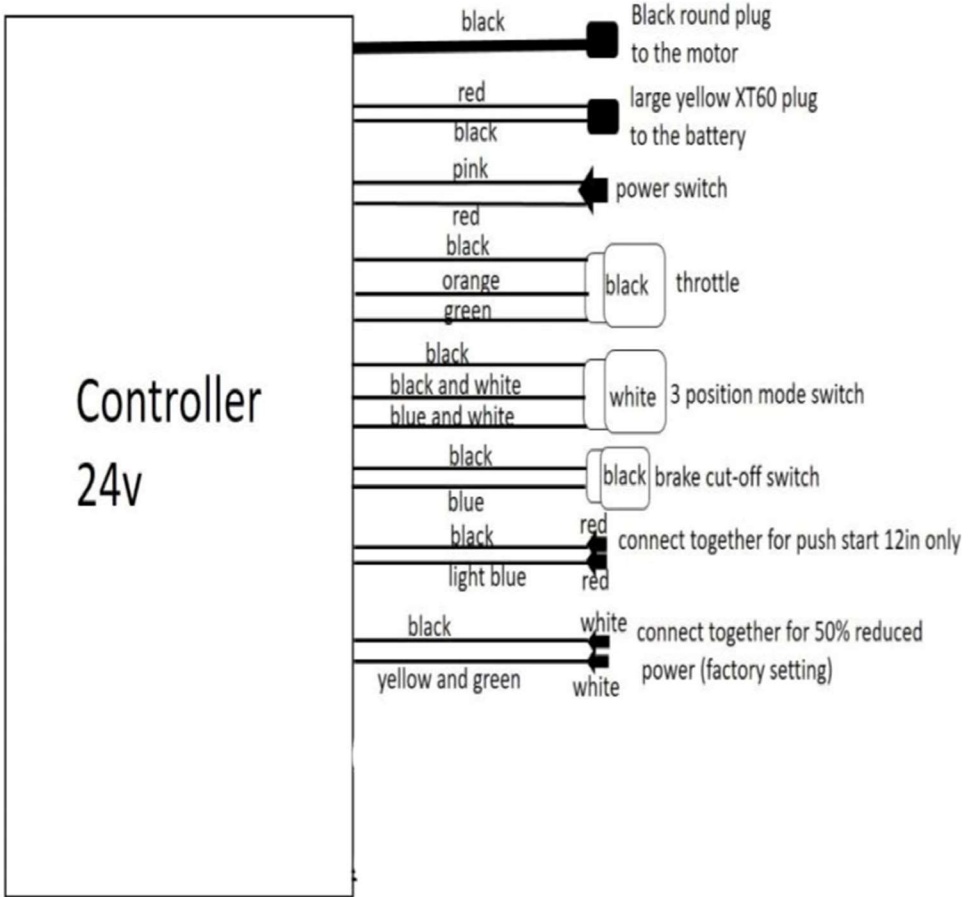 black
Black round plug
to the motor
red
large yellow XT60 plug
black
to the battery
pink
power switch
red
black
orange
black
throttle
green
black
black and white
white
3 position mode switch
blue and white
Controller
24v
black
black
brake cut-off switch
blue
red
black
connect together for push start 12in only
light blue
red
black
white
connect together for 50% reduced
power (factory setting)
yellow and green
white